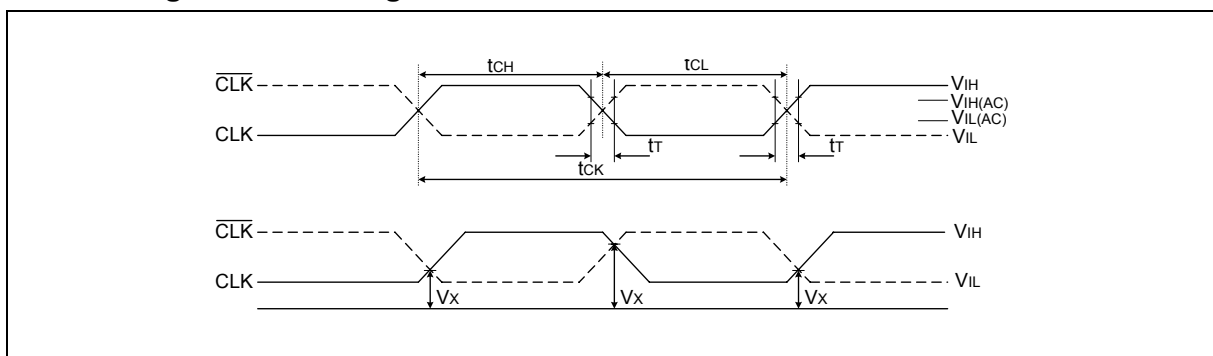 tCH
tCL
CLK
VIH
VIH(AC)
VIL(AC)
CLK
VIL
tT
tT
tCK
CLK
VIH
CLK
VIL
VX
VX
VX